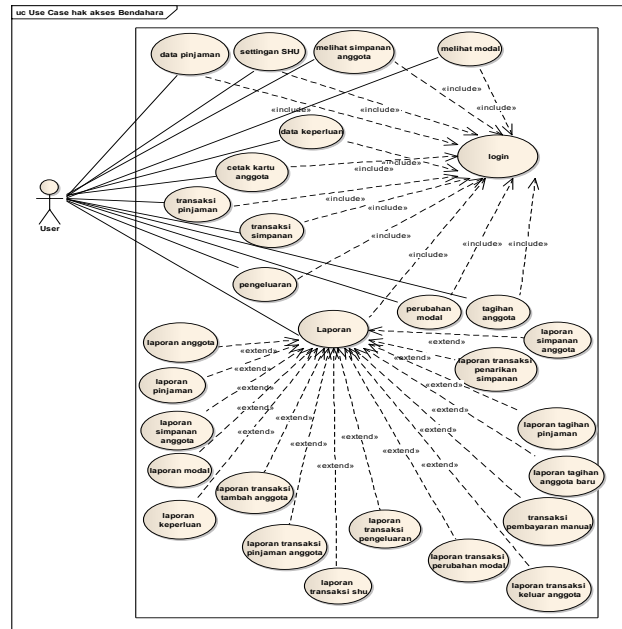 uc Use Case hak akses Bendahara
data pinjaman
settingan SHU
melihat simpanan
anggota
melihat modal
«include»
«include»
«include»
«include»
data keperluan
«include»
login
cetak kartu
anggota
«include»
transaksi
pinjaman
«include»
transaksi
simpanan
«include»
«include»
«include»
«include»
pengeluaran
«include»
User
perubahan
modal
tagihan
anggota
Laporan
laporan
simpanan
anggota
laporan anggota
«extend»
«extend»
laporan transaksi
penarikan
simpanan
laporan
pinjaman
«extend»
«extend»
laporan
simpanan
anggota
«extend»
«extend»
laporan tagihan
pinjaman
«extend»
«extend»
«extend»
«extend»
«extend»
«extend»
laporan modal
«extend»
«extend»
«extend»
laporan tagihan
anggota baru
laporan transaksi
tambah anggota
laporan
keperluan
laporan
transaksi
pengeluaran
transaksi
pembayaran manual
laporan transaksi
pinjaman anggota
laporan transaksi
perubahan modal
laporan
transaksi shu
laporan transaksi
keluar anggota